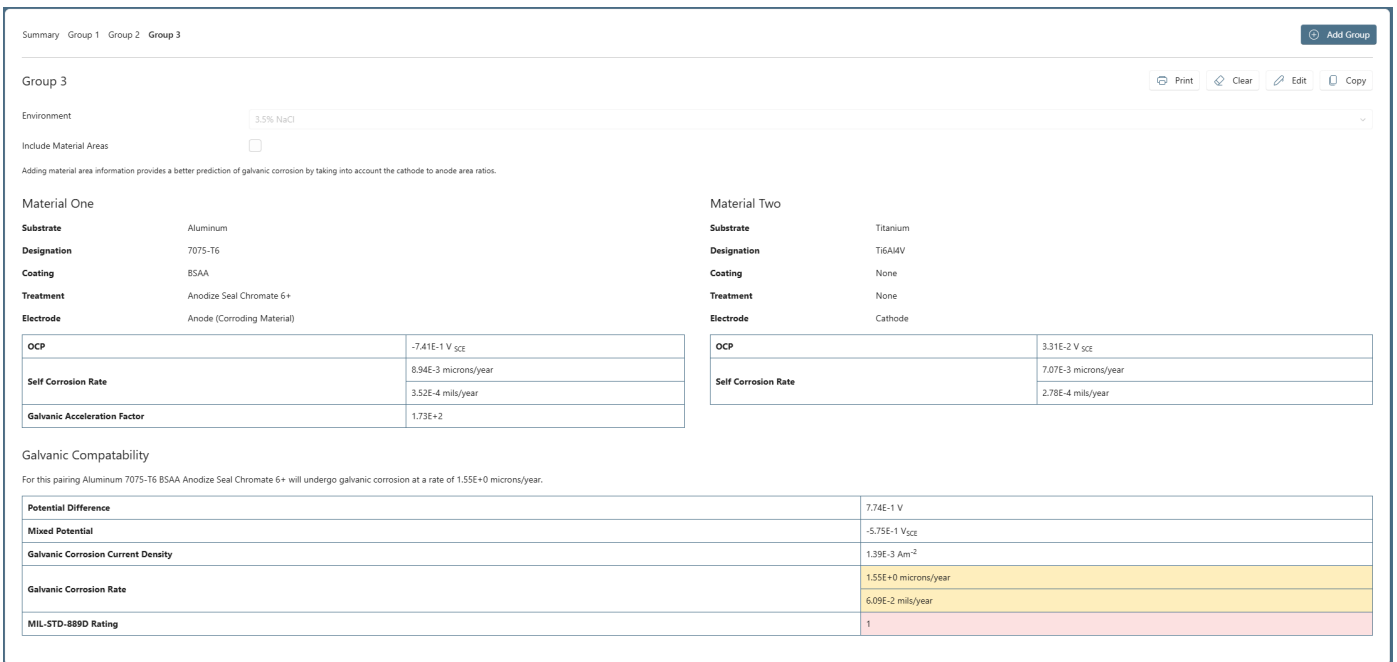 Summary Group 1 Group 2 Group 3
Add Group
Group 3
Print Clear Edit Copy
Environment
3.5% NaCl
Include Material Areas
Adding material area information provides a better prediction of galvanic corrosion by taking into account the cathode to anode area ratios.
Material One
Substrate Aluminum
Designation 7075-T6
Coating BSAA
Treatment Anodize Seal Chromate 6+
Electrode Anode (Corroding Material)
OCP -7.41E-1 V SCE
Self Corrosion Rate 8.94E-3 microns/year
3.52E-4 mils/year
Galvanic Acceleration Factor 1.73E+2
Material Two
Substrate Titanium
Designation Ti6Al4V
Coating None
Treatment None
Electrode Cathode
OCP 3.31E-2 V SCE
Self Corrosion Rate 7.07E-3 microns/year
2.78E-4 mils/year
Galvanic Compatability
For this pairing Aluminum 7075-T6 BSAA Anodize Seal Chromate 6+ will undergo galvanic corrosion at a rate of 1.55E+0 microns/year.
Potential Difference 7.74E-1 V
Mixed Potential -5.75E-1 VSCE
Galvanic Corrosion Current Density 1.39E-3 Am-2
Galvanic Corrosion Rate 1.55E+0 microns/year
6.09E-2 mils/year
MIL-STD-889D Rating 1